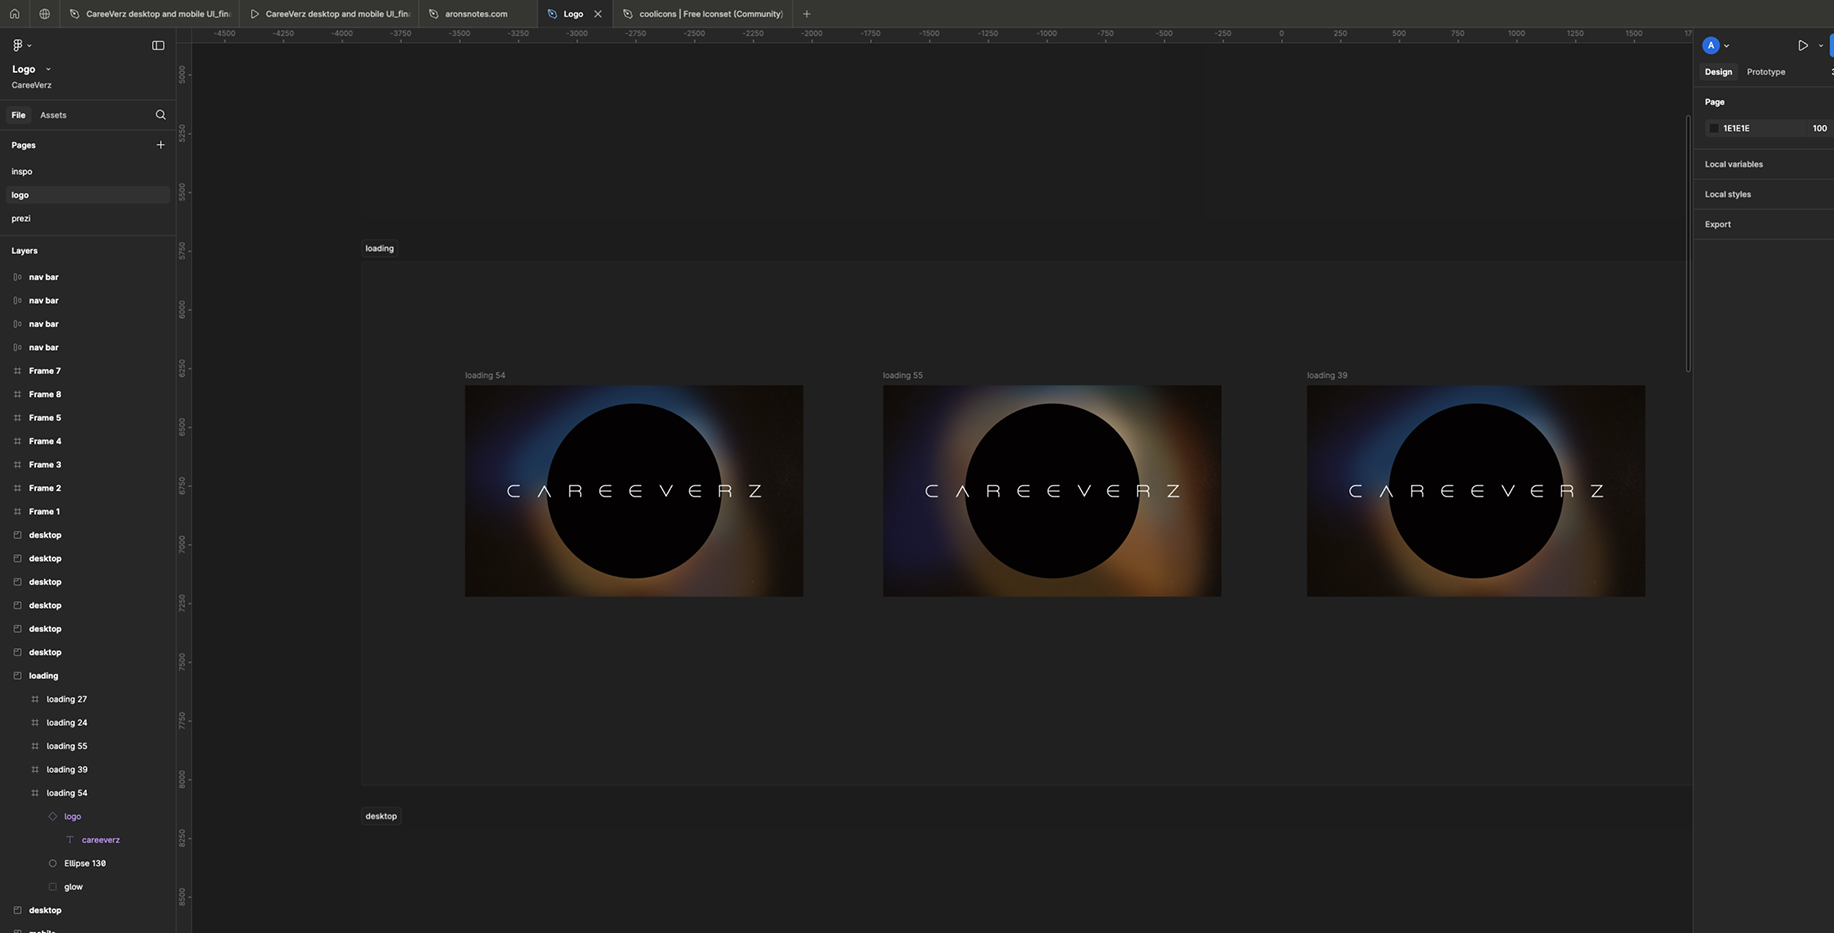 CareeVerz desktop and mobile UI_fin
CareeVerz desktop and mobile UI_fin
aronsnotes.com
Logo
coolicons | Free Iconset (Community)
-4500 -4250 -4000 -3750 -3500 -3250 -3000 -2750 -2500 -2250 -2000 -1750 -1500 -1250 -1000 -750 -500 -250 0 250 500 750 1000 1250 1500 17
Logo
CareeVerz
File Assets
Pages
inspo
logo
prezi
Layers
nav bar
nav bar
nav bar
nav bar
Frame 7
Frame 8
Frame 5
Frame 4
Frame 3
Frame 2
Frame 1
desktop
desktop
desktop
desktop
desktop
desktop
loading
loading 27
loading 24
loading 55
loading 39
loading 54
logo
careeverz
Ellipse 130
glow
desktop
mobile
5000
5250
5500
5750
6000
6250
6500
6750
7000
7250
7500
7750
8000
8250
8500
loading
loading 54
CAREEVERZ
loading 55
CAREEVERZ
loading 39
CAREEVERZ
desktop
A
Design Prototype
Page
1E1E1E 100
Local variables
Local styles
Export